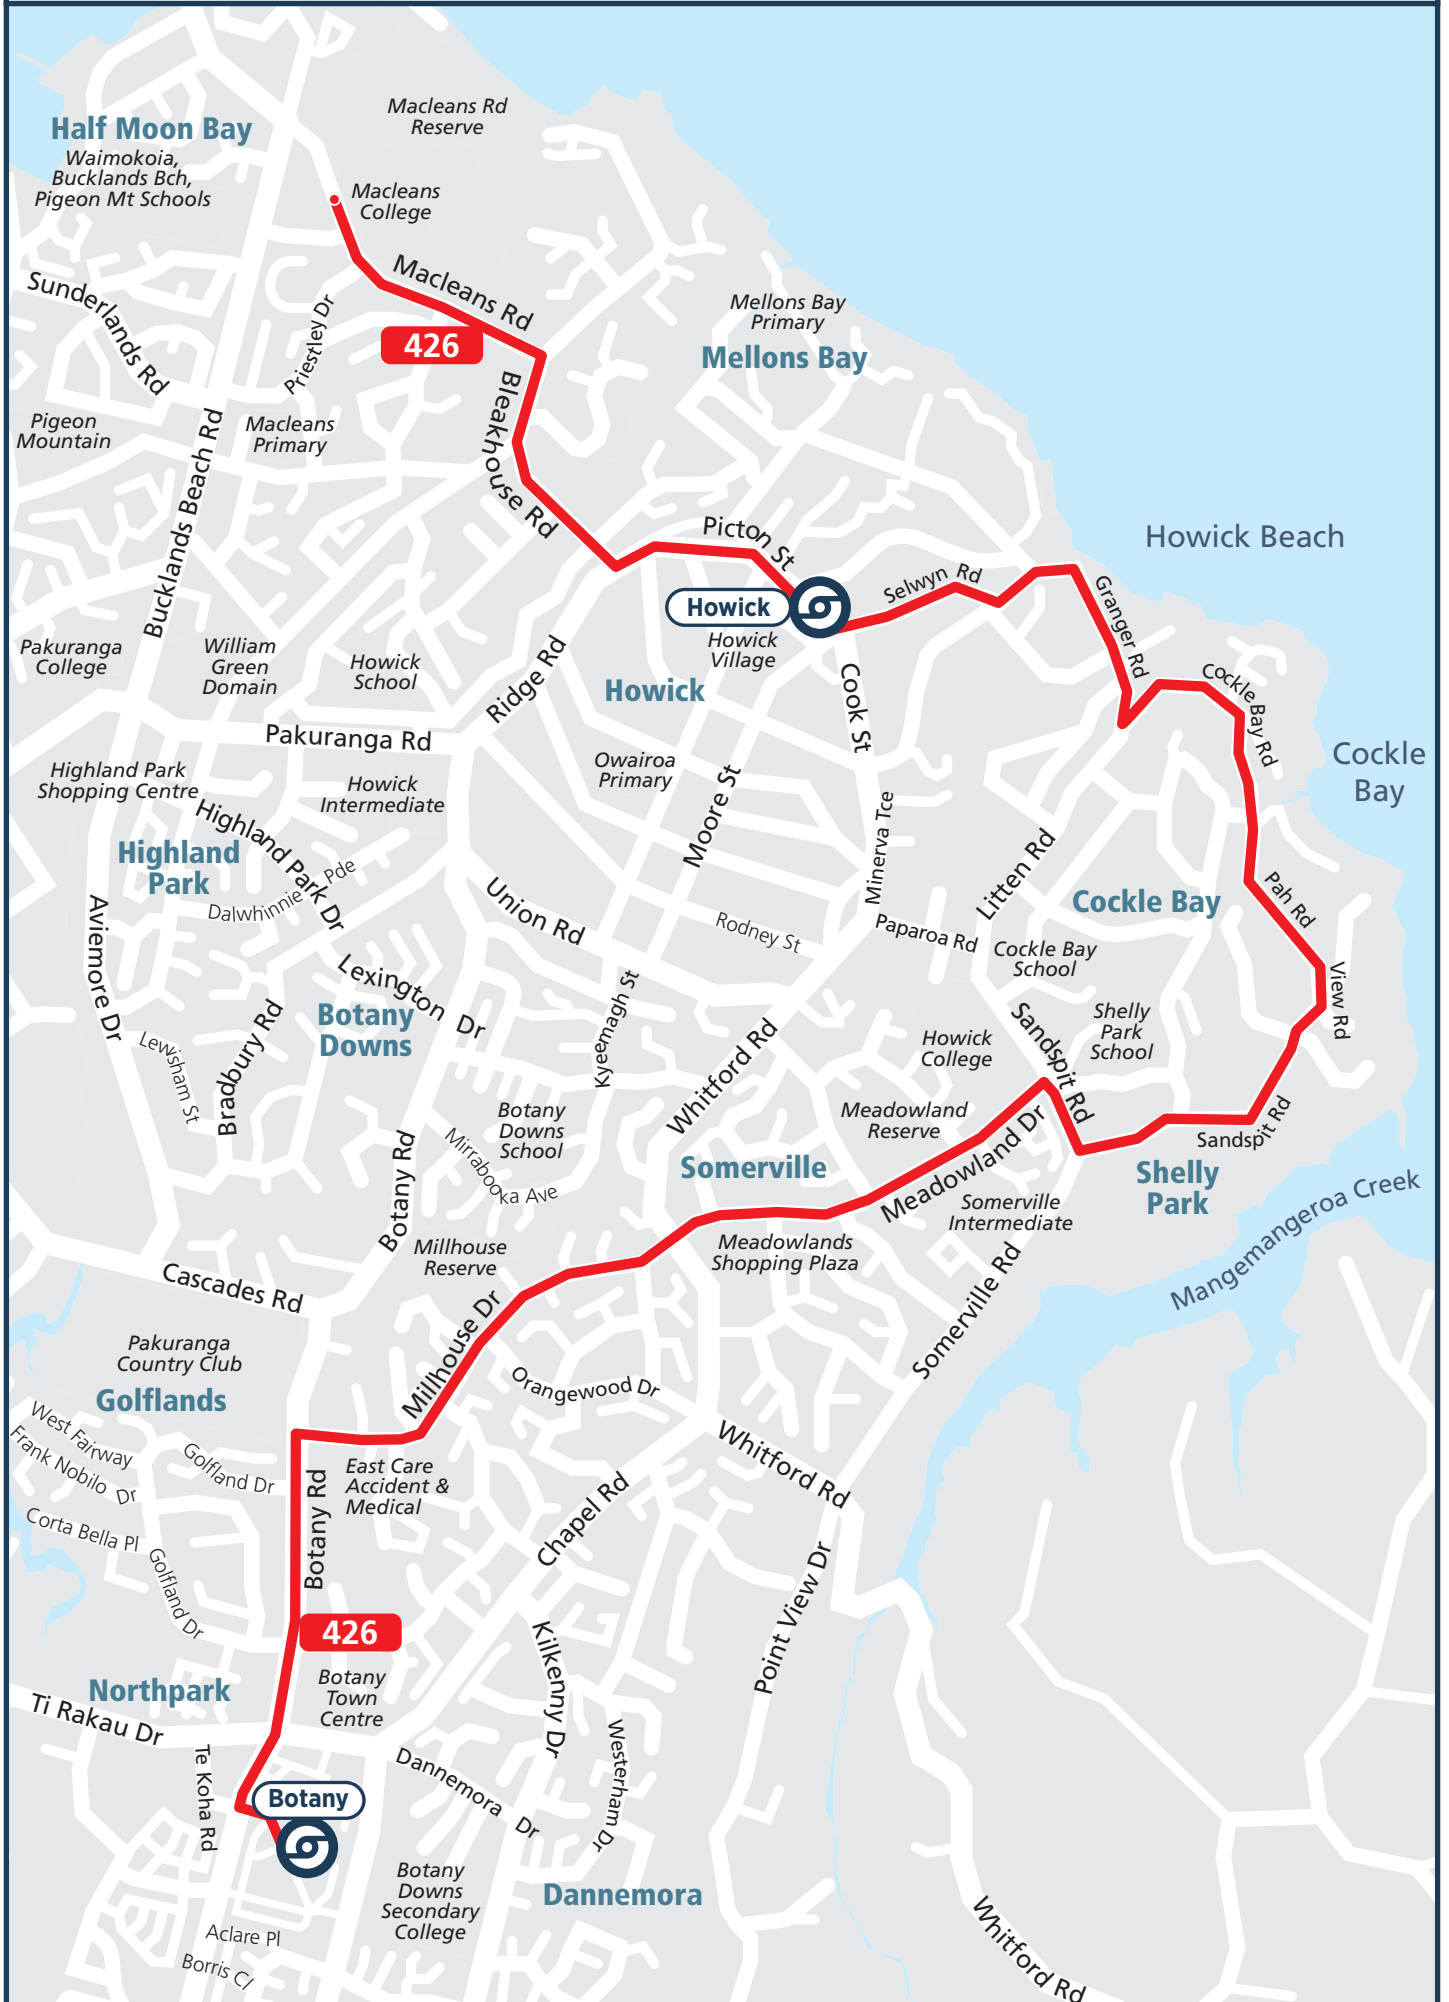 Macleans Rd
Reserve
Half Moon Bay
Waimokoia,
Bucklands Bch,
Pigeon Mt Schools
Macleans
College
Macleans Rd
Sunderlands Rd
Priestley Dr
426
Mellons Bay
Primary
Mellons Bay
Bleakhouse Rd
Pigeon
Mountain
Macleans
Primary
Bucklands Beach Rd
Picton St
Howick Beach
Selwyn Rd
Granger Rd
Howick
Howick
Village
Pakuranga
College
William
Green
Domain
Howick
School
Ridge Rd
Howick
Cook St
Cockle Bay Rd
Pakuranga Rd
Cockle
Bay
Highland Park
Shopping Centre
Howick
Intermediate
Owairoa
Primary
Moore St
Minerva Tce
Highland Park Dr
Highland
Park
Dalwhinnie Pde
Litten Rd
Cockle Bay
Pah Rd
Union Rd
Rodney St
Paparoa Rd
Cockle Bay
School
Aviemore Dr
Lexington Dr
View Rd
Botany
Downs
Kyeemagh St
Bradbury Rd
Lewisham St
Whitford Rd
Howick
College
Sandspit Rd
Shelly
Park
School
Botany
Downs
School
Meadowland
Reserve
Meadowland Dr
Sandspit Rd
Mirrabooka Ave
Botany Rd
Somerville
Shelly
Park
Somerville
Intermediate
Mangemangeroa Creek
Millhouse
Reserve
Meadowlands
Shopping Plaza
Somerville Rd
Cascades Rd
Millhouse Dr
Pakuranga
Country Club
Golflands
Orangewood Dr
West Fairway
Frank Nobilo Dr
Golfland Dr
Whitford Rd
East Care
Accident &
Medical
Botany Rd
Chapel Rd
Corta Bella Pl
Golfland Dr
Point View Dr
426
Kilkenny Dr
Northpark
Botany
Town
Centre
Ti Rakau Dr
Te Koha Rd
Dannemora Dr
Westerham Dr
Botany
Botany
Downs
Secondary
College
Dannemora
Aclare Pl
Borris Cl
Whitford Rd